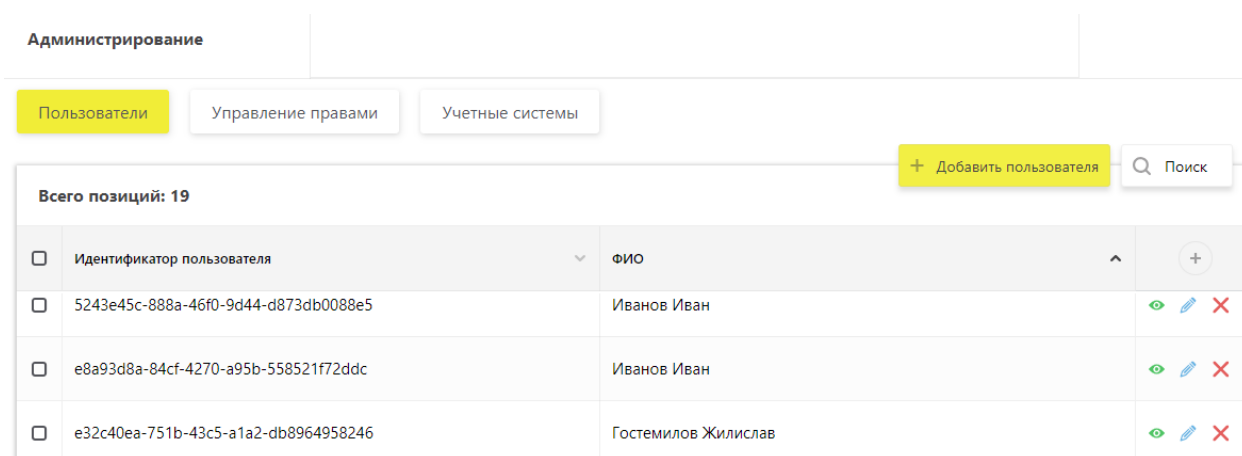 Администрирование
Пользователи Управление правами Учетные системы
+ Добавить пользователя Поиск
Всего позиций: 19
Идентификатор пользователя ФИО
5243e45c-888a-46f0-9d44-d873db0088e5 Иванов Иван
e8a93d8a-84cf-4270-a95b-558521f72ddc Иванов Иван
e32c40ea-751b-43c5-a1a2-db8964958246 Гостемилов Жилислав